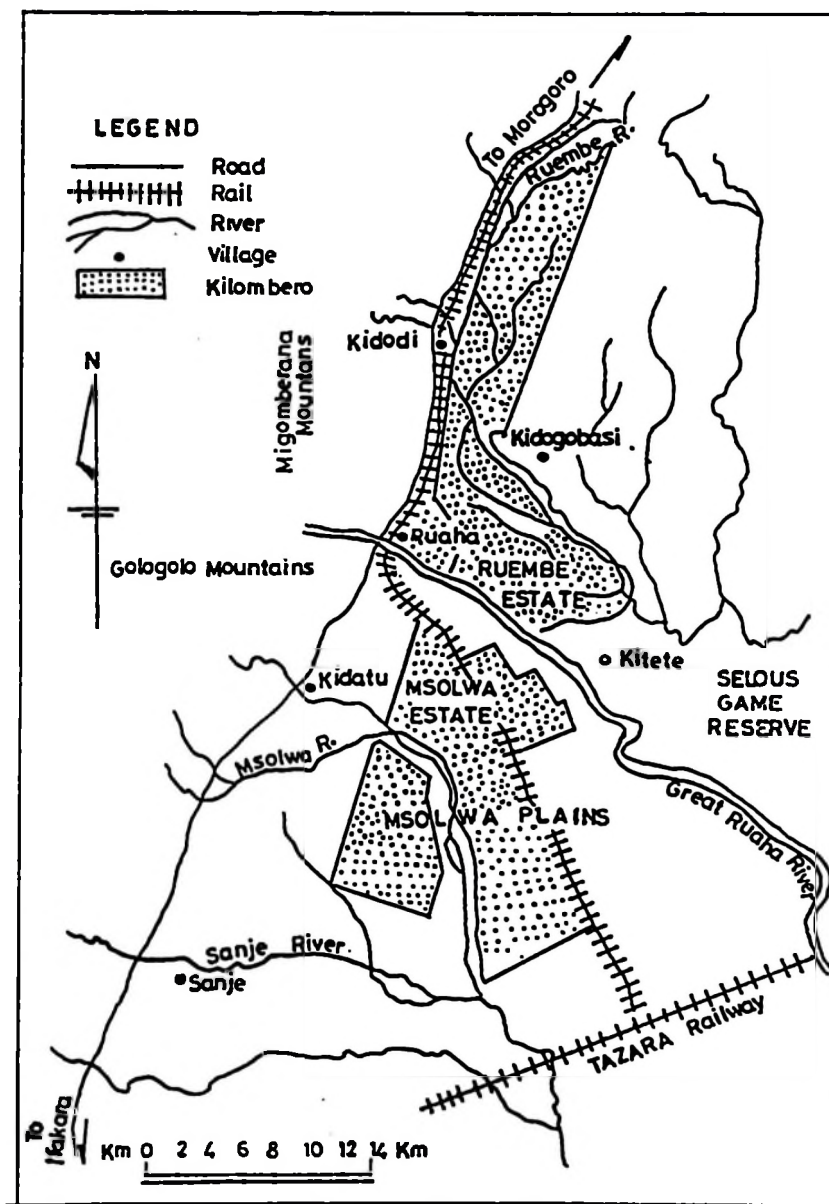 LEGEND
Road
Rail
River
Village
Kilombero
N
To Morogoro
Ruembe R.
Kidodi
Migomberana
Mountans
Kidogobasi
Ruaha
Gologolo Mountains
RUEMBE
ESTATE
Kitete
SELOUS
GAME
RESERVE
Kidatu
MSOLWA
ESTATE
Msolwa R.
MSOLWA PLAINS
Great Ruaha River
Sanje River.
Sanje
TAZARA Railway
To
Ifakara
Km 0 2 4 6 8 10 12 14 Km